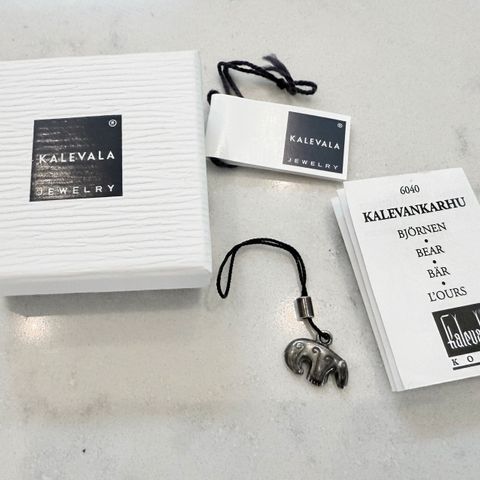 KALEVALA
®
JEWELRY
KALEVALA
®
JEWELRY
6040
KALEVANKARHU
BJÖRNEN
•
BEAR
•
BÄR
•
L'OURS